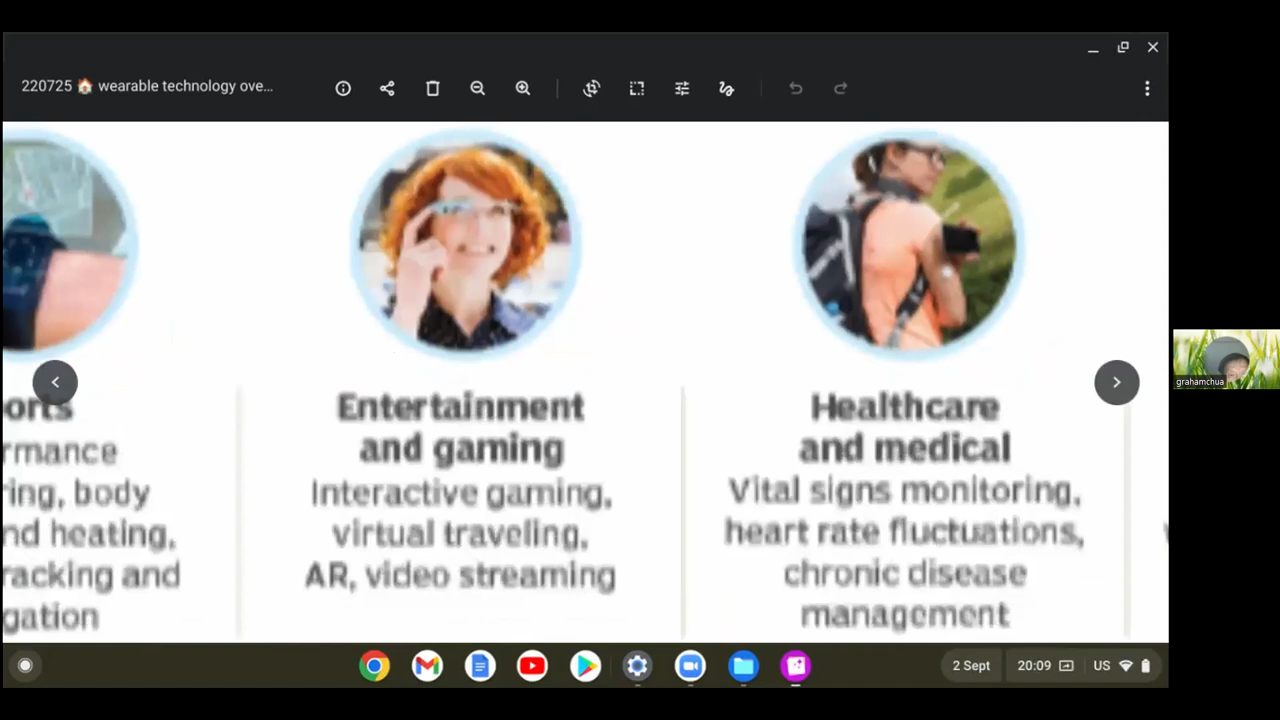 220725 🏠 wearable technology ove...
Entertainment
and gaming
Interactive gaming,
virtual traveling,
AR, video streaming
Healthcare
and medical
Vital signs monitoring,
heart rate fluctuations,
chronic disease
management
orts
rmance
ring, body
nd heating,
racking and
gation
grahamchua
2 Sept
20:09
US